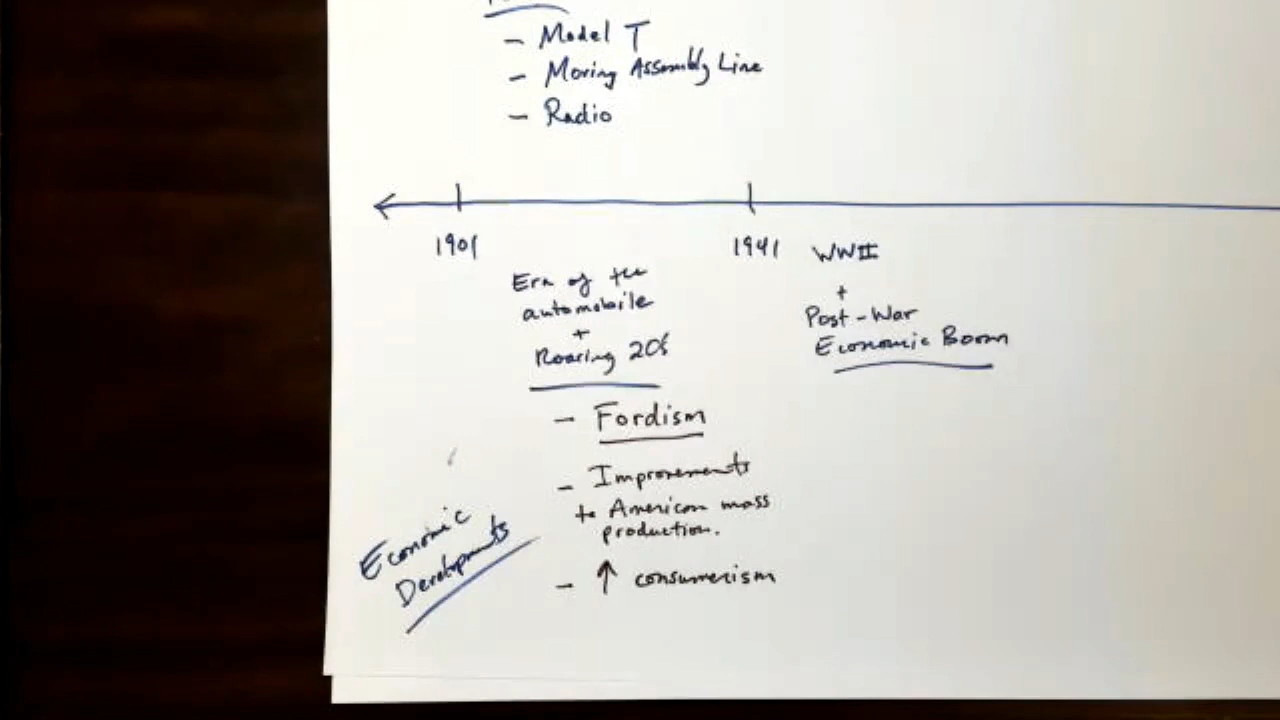 - Model T
- Moving Assembly Line
- Radio
1901
1941
WWII
+
Post-War
Economic Boom
Era of the
automobile
+
Roaring 20s
- Fordism
- Improvements
to American mass
production.
- ↑ consumerism
Economic
Developments